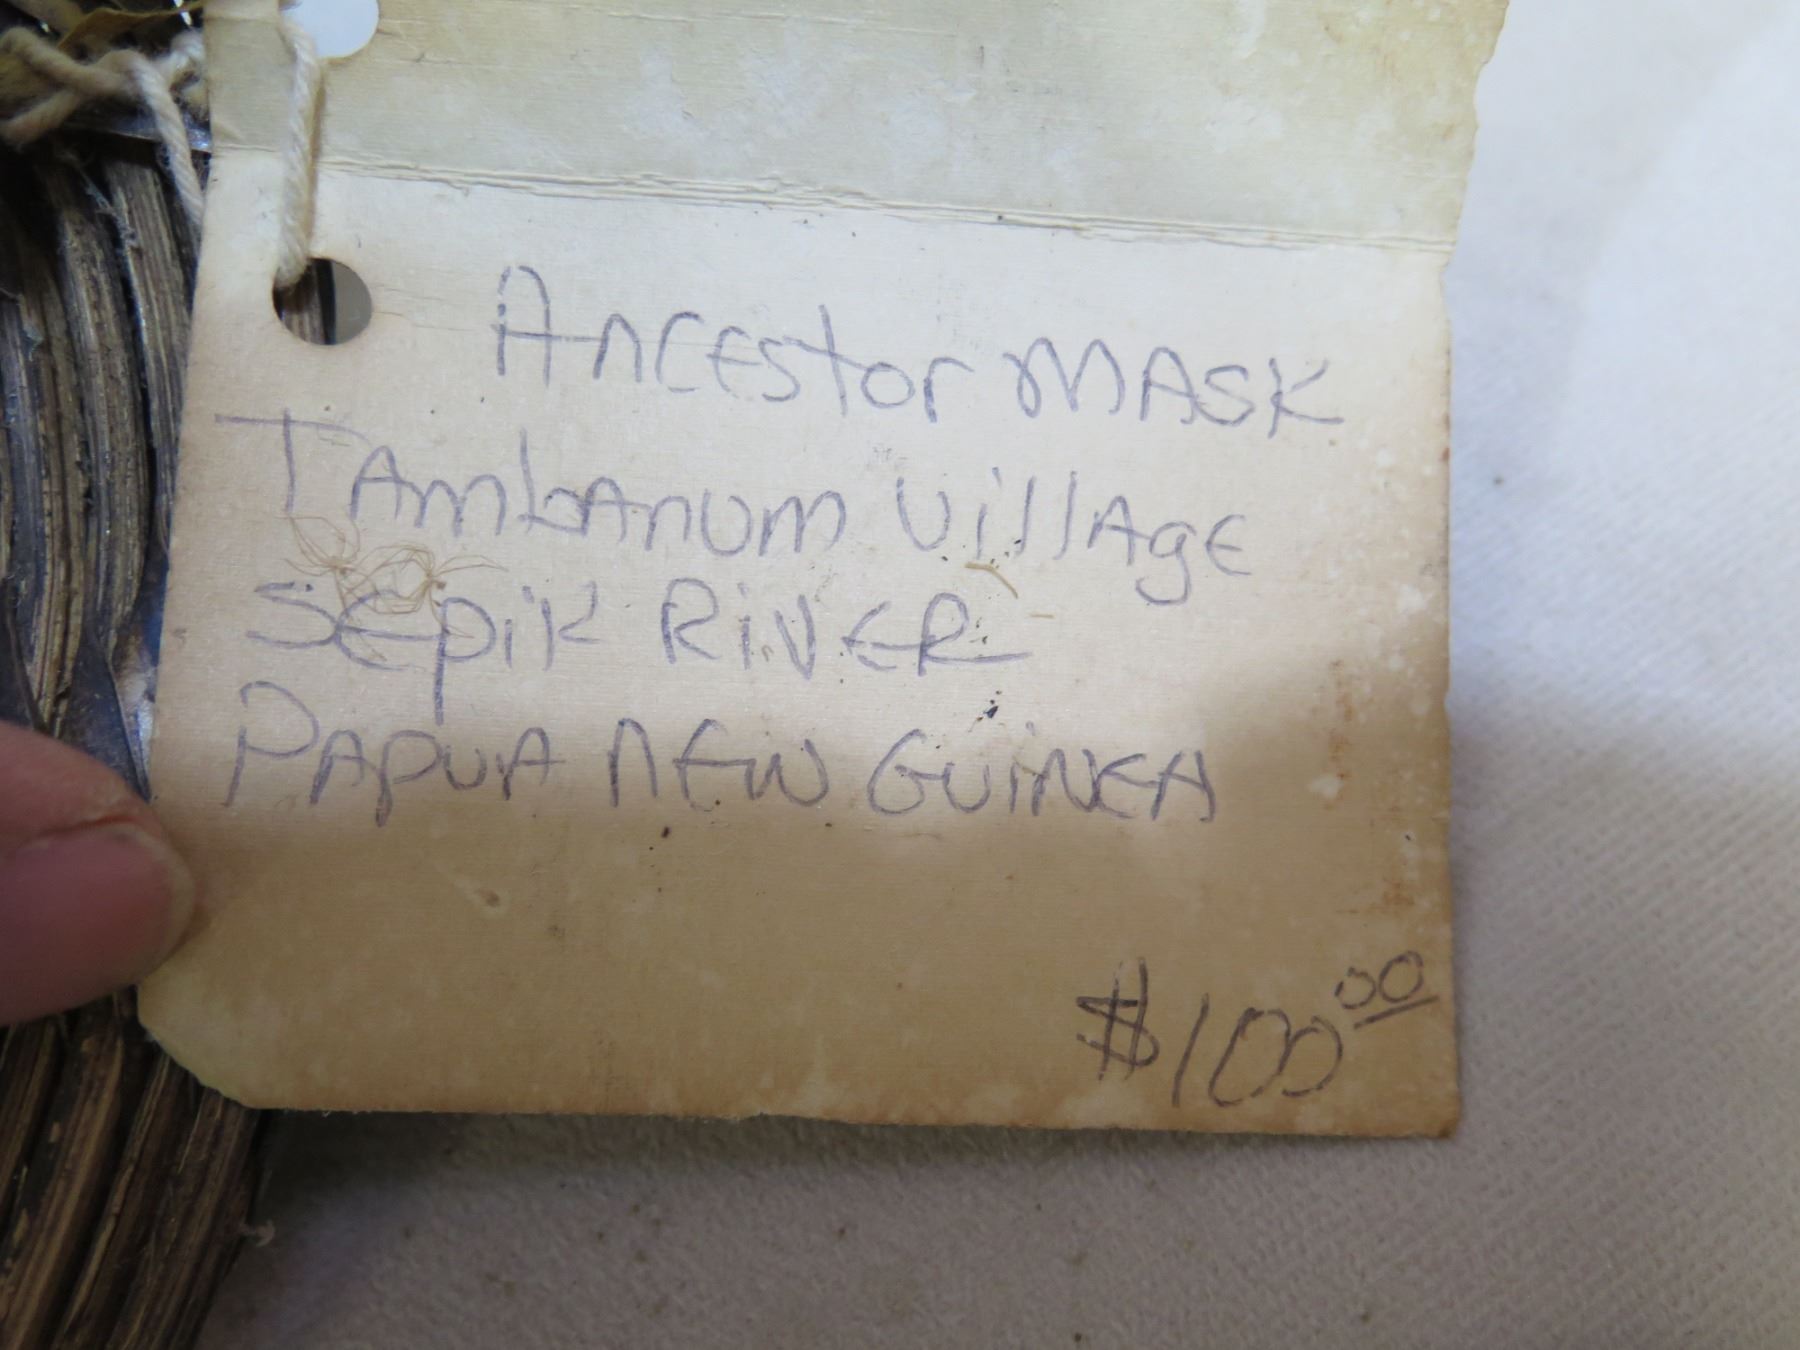 Ancestor MASK
Tambanum Village
Sepik River
Papua New Guinea
$100.00